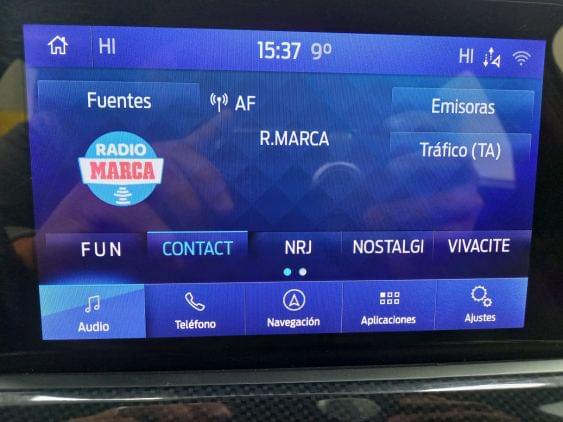 HI 15:37 9° HI
Fuentes AF Emisoras
R.MARCA
Tráfico (TA)
RADIO
MARCA
FUN CONTACT NRJ NOSTALGI VIVACITE
Audio Teléfono Navegación Aplicaciones Ajustes